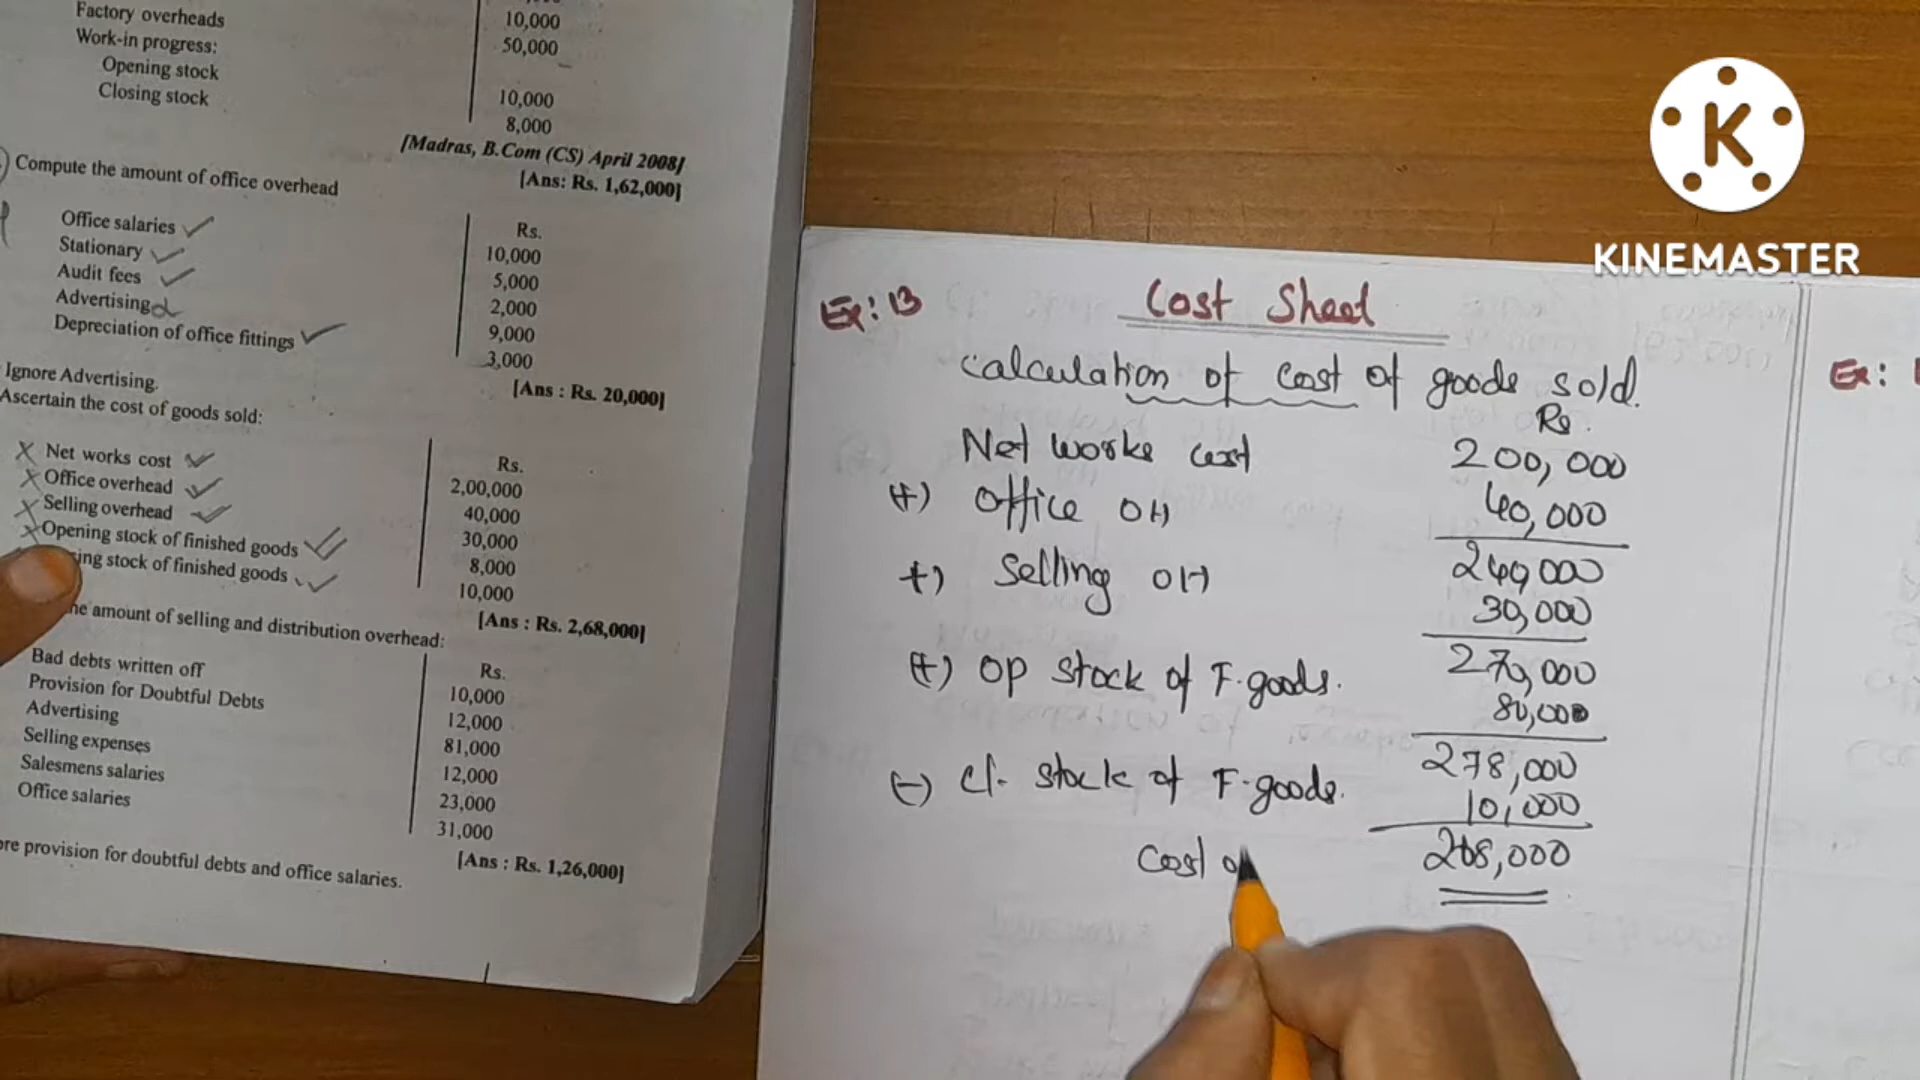 Factory overheads 10,000
Work-in progress: 50,000
Opening stock 10,000
Closing stock 8,000
[Madras, B.Com (CS) April 2008]
[Ans: Rs. 1,62,000]
Compute the amount of office overhead
Rs.
Office salaries 10,000
Stationary 5,000
Audit fees 2,000
Advertising 9,000
Depreciation of office fittings 3,000
[Ans : Rs. 20,000]
Ignore Advertising.
Ascertain the cost of goods sold:
Rs.
Net works cost 2,00,000
Office overhead 40,000
Selling overhead 30,000
Opening stock of finished goods 8,000
stock of finished goods 10,000
[Ans : Rs. 2,68,000]
amount of selling and distribution overhead:
Rs.
Bad debts written off 10,000
Provision for Doubtful Debts 12,000
Advertising 81,000
Selling expenses 12,000
Salesmens salaries 23,000
Office salaries 31,000
[Ans : Rs. 1,26,000]
provision for doubtful debts and office salaries.
K
KINEMASTER
Ex: 13 Cost Sheet
Calculation of Cost of goods sold.
Rs.
Net works cost 200,000
(+) Office OH 40,000
240,000
+) Selling OH 30,000
270,000
(+) Op stock of F. goods. 80,000
278,000
(-) C/- stock of F. goods. 10,000
Cost 268,000
Ex: